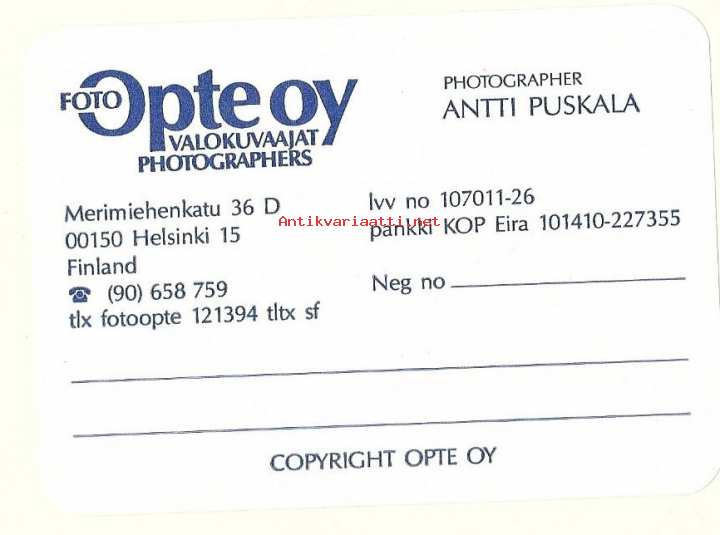 FOTO Opte oy
VALOKUVAAJAT
PHOTOGRAPHERS
PHOTOGRAPHER
ANTTI PUSKALA
Merimiehenkatu 36 D
00150 Helsinki 15
Finland
☎ (90) 658 759
tlx fotoopte 121394 tltx sf
lvv no 107011-26
pankki KOP Eira 101410-227355
Neg no
Antikvariaatti.net
COPYRIGHT OPTE OY